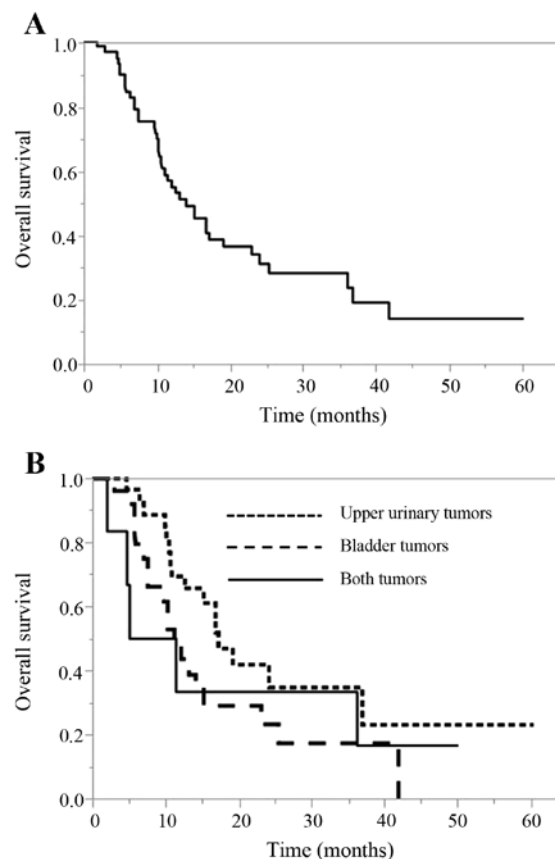 A
1.0
0.8
0.6
0.4
0.2
0.0
Overall survival
0 10 20 30 40 50 60
Time (months)
B
1.0
0.8
0.6
0.4
0.2
0.0
Overall survival
Upper urinary tumors
Bladder tumors
Both tumors
0 10 20 30 40 50 60
Time (months)